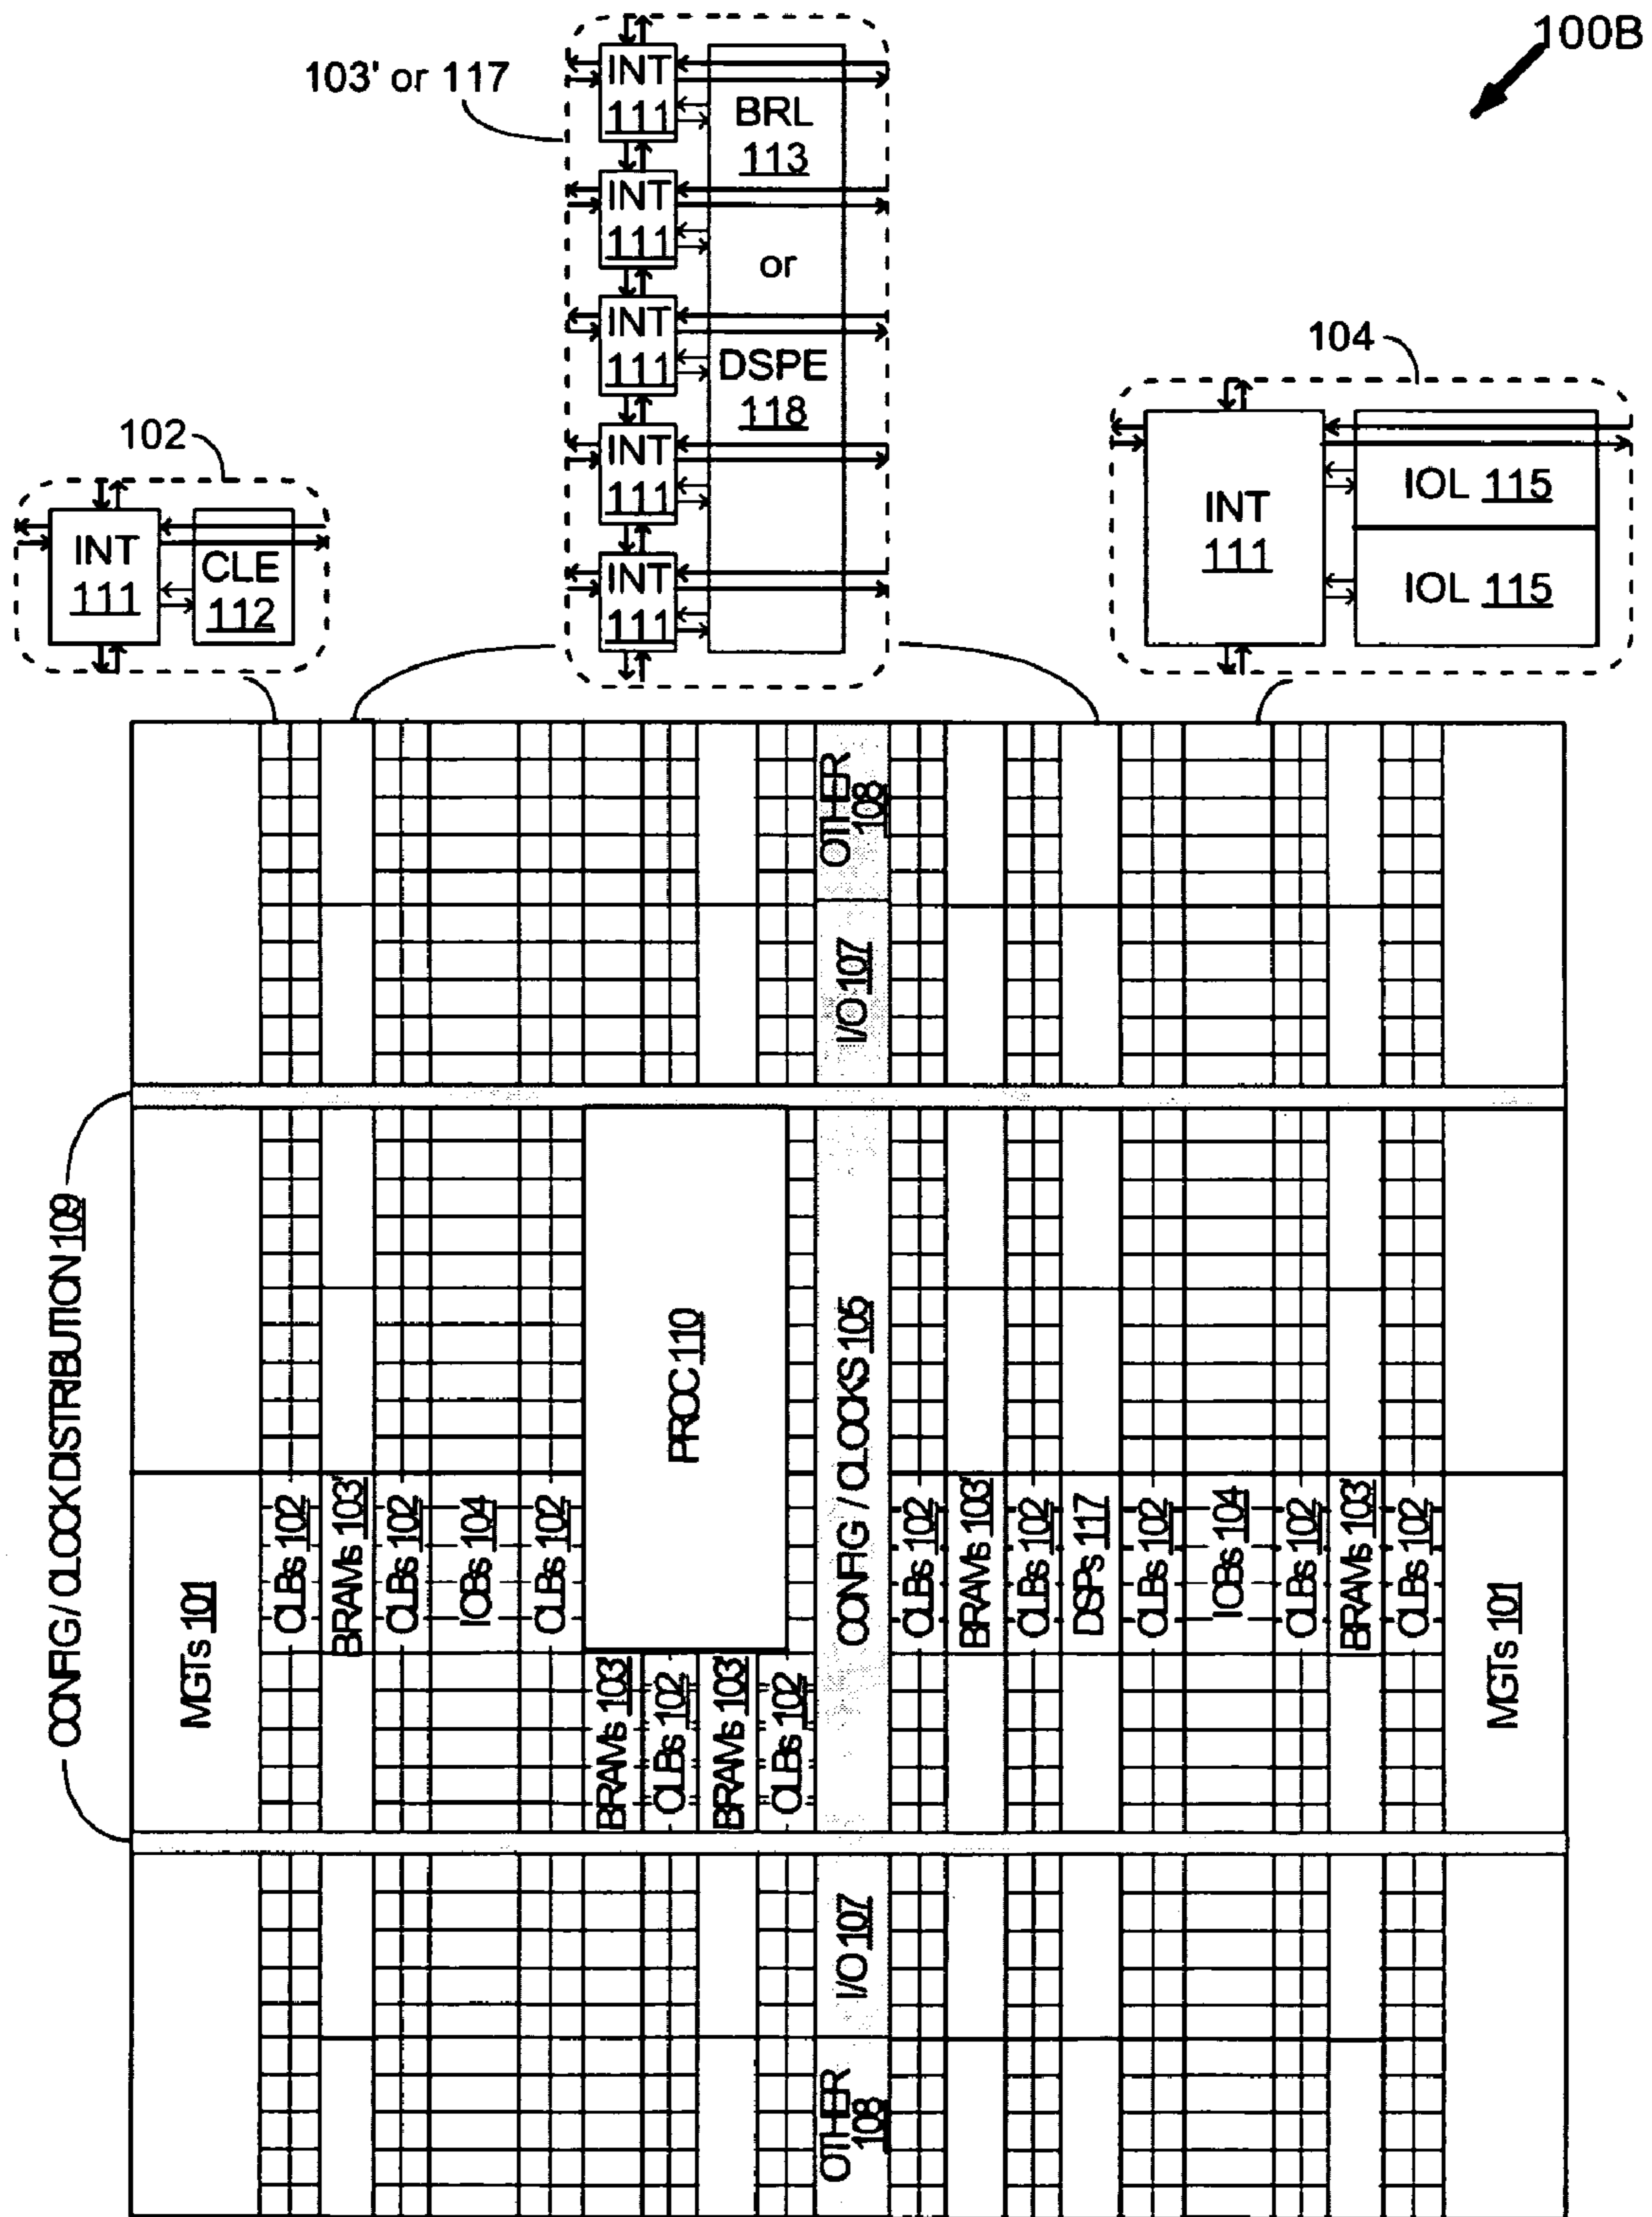 100B
103' or 117
INT
111
INT
111
INT
111
INT
111
INT
111
BRL
113
or
DSPE
118
104
INT
111
IOL 115
IOL 115
102
INT
111
CLE
112
OTHER
108
I/O 107
CONFIG / CLOCK DISTRIBUTION 109
PROC 110
CONFIG / CLOCKS 105
MGTs 101
CLBs 102
BRAMs 103'
CLBs 102
IOBs 104
CLBs 102
BRAMs 103'
CLBs 102
BRAMs 103'
CLBs 102
CLBs 102
BRAMs 103'
CLBs 102
DSPs 117
CLBs 102
IOBs 104
CLBs 102
BRAMs 103'
CLBs 102
MGTs 101
I/O 107
OTHER
108